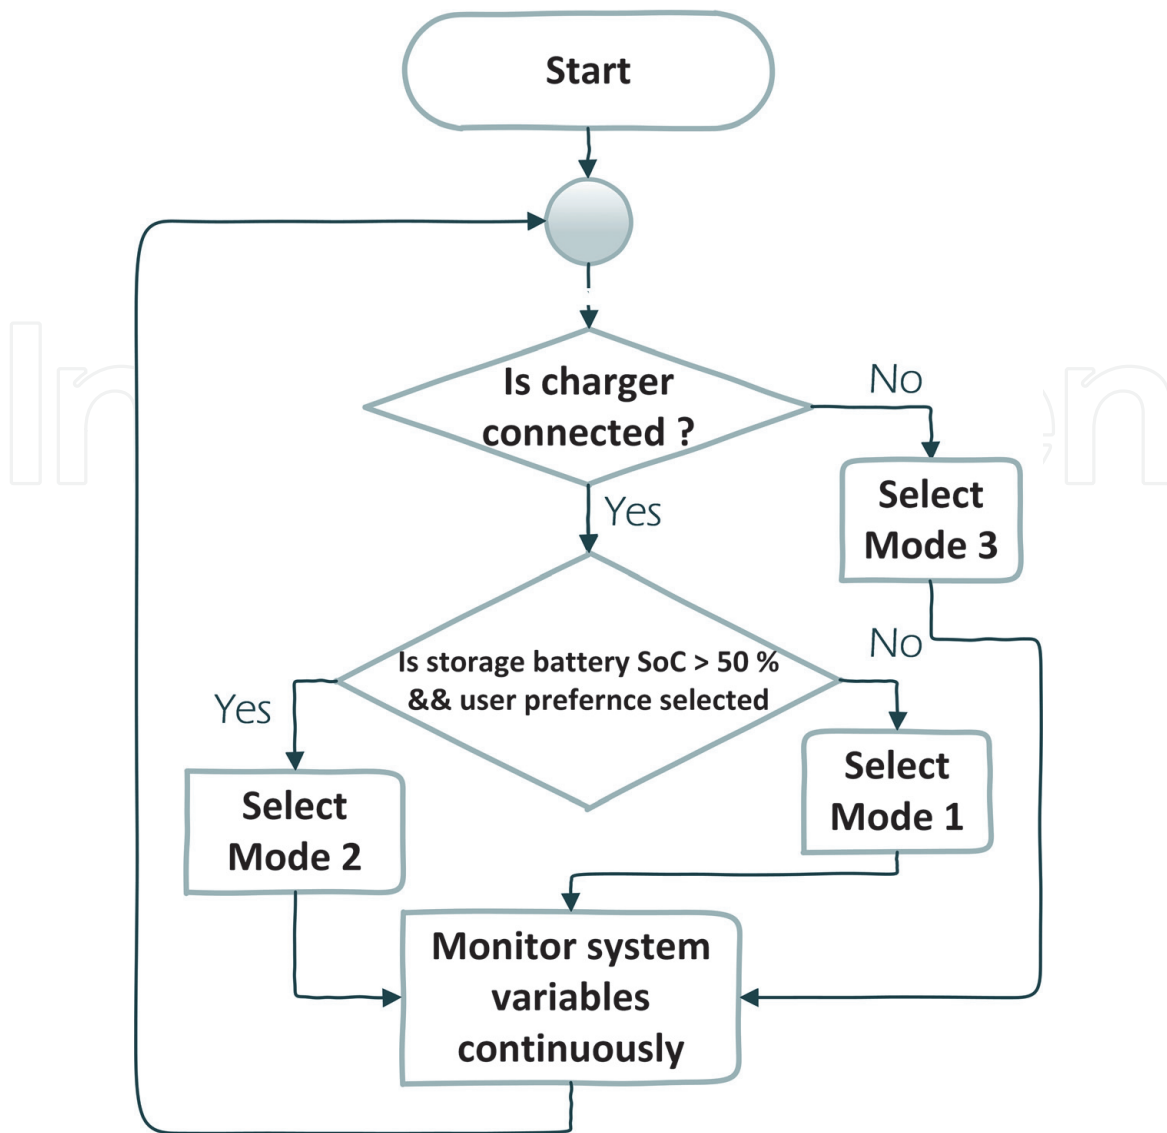 Start
Is charger
connected ?
No
Select
Mode 3
Yes
Is storage battery SoC > 50 %
&& user prefernce selected
No
Yes
Select
Mode 1
Select
Mode 2
Monitor system
variables
continuously